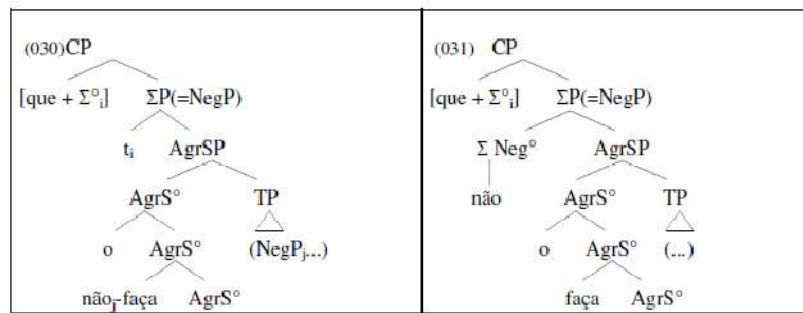 (030)CP
[que + Σ°ᵢ] ΣP(=NegP)
tᵢ AgrSP
AgrS° TP
o AgrS° (NegPⱼ...)
nãoⱼ-faça AgrS°
(031) CP
[que + Σ°ᵢ] ΣP(=NegP)
Σ Neg° AgrSP
não AgrS° TP
o AgrS° (...)
faça AgrS°